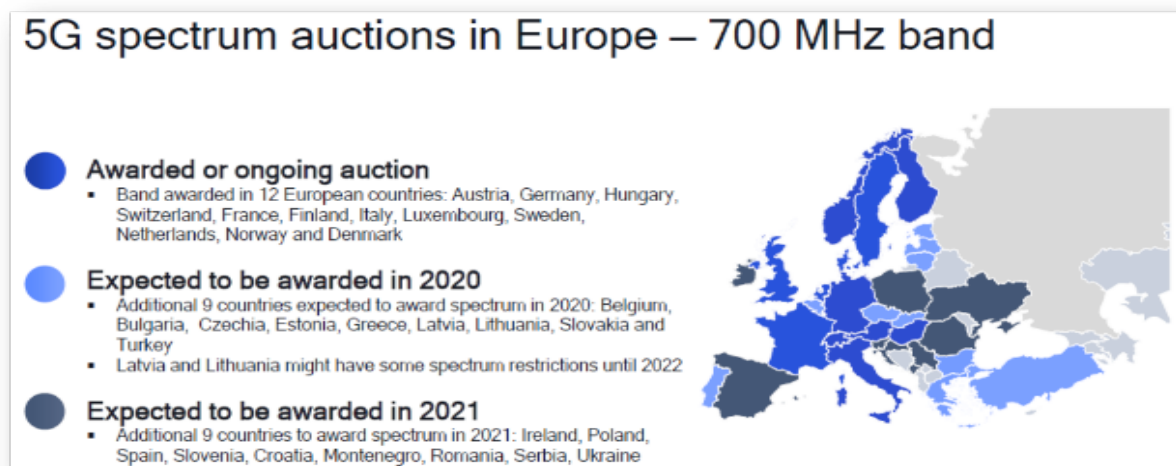 5G spectrum auctions in Europe – 700 MHz band
Awarded or ongoing auction
▪ Band awarded in 12 European countries: Austria, Germany, Hungary,
Switzerland, France, Finland, Italy, Luxembourg, Sweden,
Netherlands, Norway and Denmark
Expected to be awarded in 2020
▪ Additional 9 countries expected to award spectrum in 2020: Belgium,
Bulgaria, Czechia, Estonia, Greece, Latvia, Lithuania, Slovakia and
Turkey
▪ Latvia and Lithuania might have some spectrum restrictions until 2022
Expected to be awarded in 2021
▪ Additional 9 countries to award spectrum in 2021: Ireland, Poland,
Spain, Slovenia, Croatia, Montenegro, Romania, Serbia, Ukraine